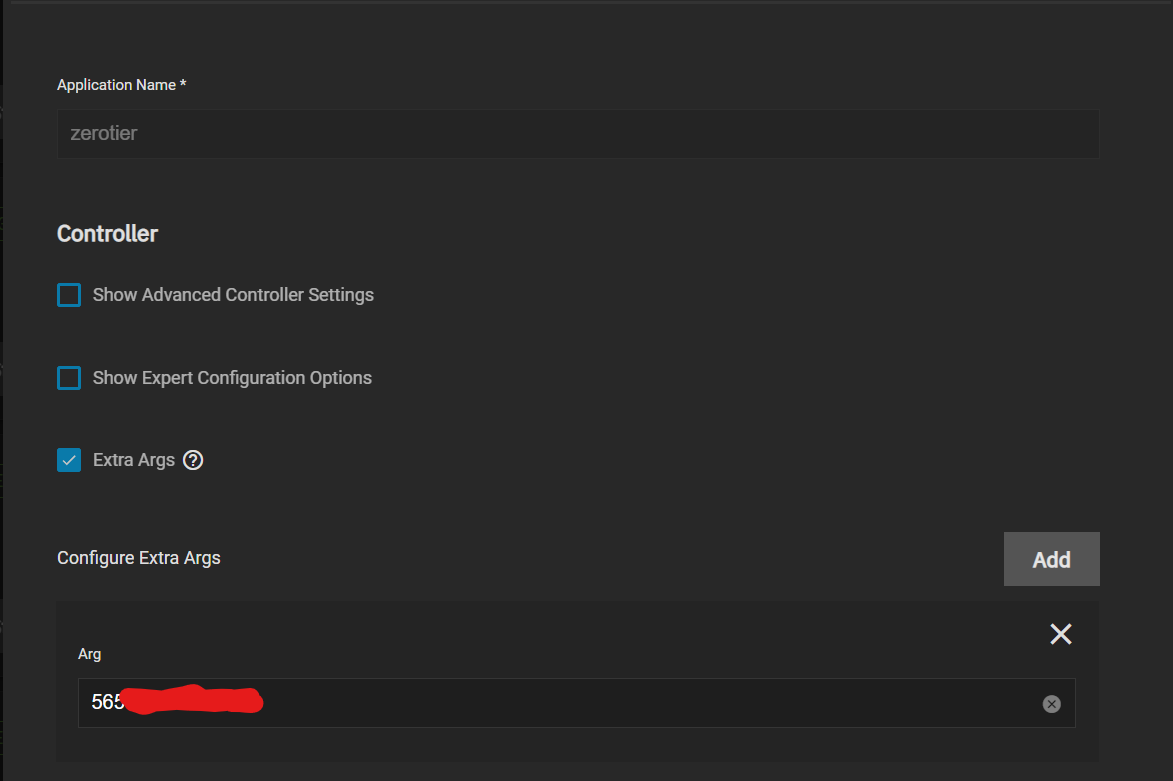 Application Name *
zerotier
Controller
Show Advanced Controller Settings
Show Expert Configuration Options
Extra Args
Configure Extra Args
Add
Arg
565